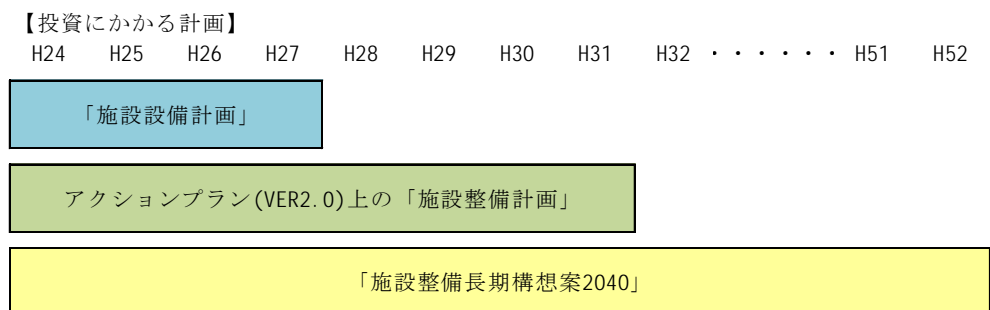 【投資にかかる計画】
H24 H25 H26 H27 H28 H29 H30 H31 H32 ・・・・・・ H51 H52
「施設設備計画」
アクションプラン(VER2.0)上の「施設整備計画」
「施設整備長期構想案2040」